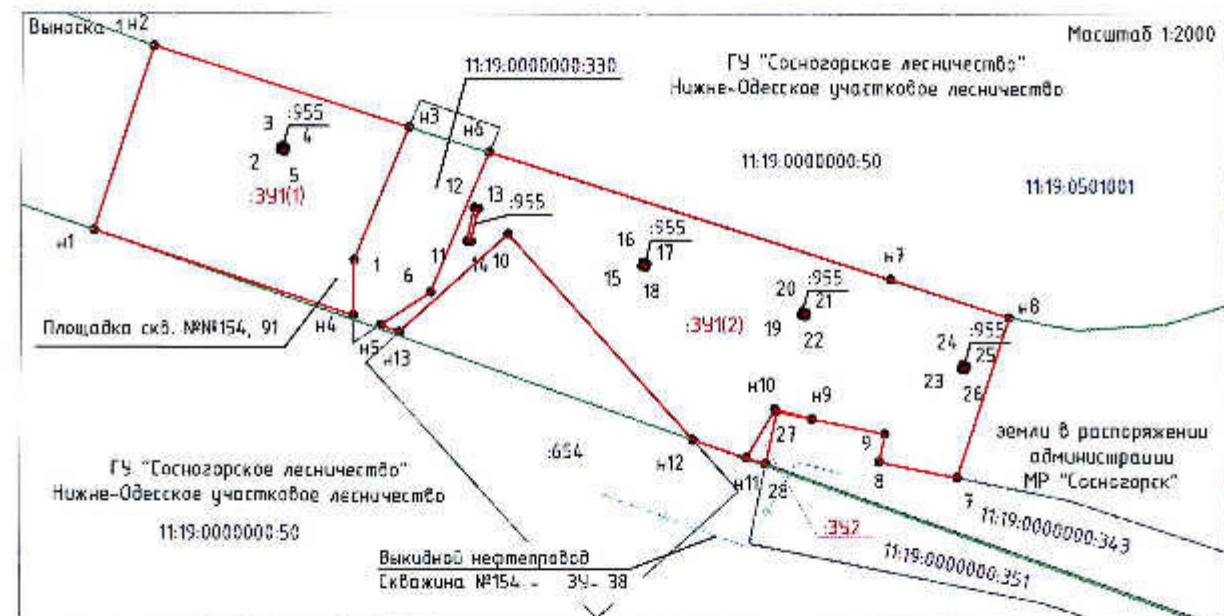 Выноска 1
Масштаб 1:2000
н2
11:19:0000000:330
ГУ "Сосногорское лесничество"
Нижне-Одесское участковое лесничество
3
:955
4
2
5
:ЗУ1(1)
н3
н6
11:19:0000000:50
11:19:0501001
12
13
:955
н1
1
11
14
10
6
16
:955
17
15
18
н7
Площадка скв. №№154, 91
н4
н5
н13
:ЗУ1(2)
20
:955
21
19
22
н8
24
:955
25
23
26
н10
н9
27
9
8
7
земли в распоряжении
администрации
МР "Сосногорск"
:654
н12
н11
28
:ЗУ2
ГУ "Сосногорское лесничество"
Нижне-Одесское участковое лесничество
11:19:0000000:50
11:19:0000000:343
11:19:0000000:351
Выкидной нефтепровод
Скважина №154 - ЗУ- 38